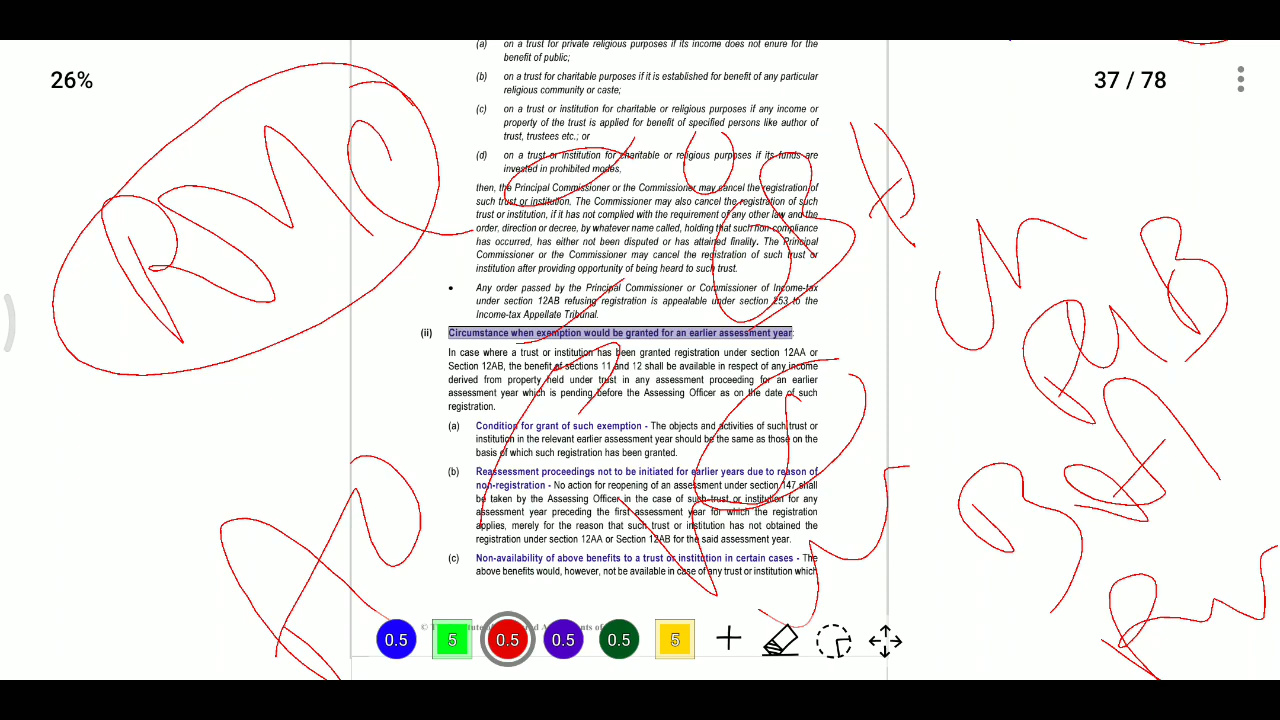 26%
37 / 78
(a) on a trust for private religious purposes if its income does not enure for the
benefit of public;
(b) on a trust for charitable purposes if it is established for benefit of any particular
religious community or caste;
(c) on a trust or institution for charitable or religious purposes if any income or
property of the trust is applied for benefit of specified persons like author of
trust, trustees etc.; or
(d) on a trust or institution for charitable or religious purposes if its funds are
invested in prohibited modes,
then, the Principal Commissioner or the Commissioner may cancel the registration of
such trust or institution. The Commissioner may also cancel the registration of such
trust or institution, if it has not complied with the requirement of any other law and the
order, direction or decree, by whatever name called, holding that such non-compliance
has occurred, has either not been disputed or has attained finality. The Principal
Commissioner or the Commissioner may cancel the registration of such trust or
institution after providing opportunity of being heard to such trust.
• Any order passed by the Principal Commissioner or Commissioner of Income-tax
under section 12AB refusing registration is appealable under section 253 to the
Income-tax Appellate Tribunal.
(ii) Circumstance when exemption would be granted for an earlier assessment year:
In case where a trust or institution has been granted registration under section 12AA or
Section 12AB, the benefit of sections 11 and 12 shall be available in respect of any income
derived from property held under trust in any assessment proceeding for an earlier
assessment year which is pending before the Assessing Officer as on the date of such
registration.
(a) Condition for grant of such exemption - The objects and activities of such trust or
institution in the relevant earlier assessment year should be the same as those on the
basis of which such registration has been granted.
(b) Reassessment proceedings not to be initiated for earlier years due to reason of
non-registration - No action for reopening of an assessment under section 147 shall
be taken by the Assessing Officer in the case of such trust or institution for any
assessment year preceding the first assessment year for which the registration
applies, merely for the reason that such trust or institution has not obtained the
registration under section 12AA or Section 12AB for the said assessment year.
(c) Non-availability of above benefits to a trust or institution in certain cases - The
above benefits would, however, not be available in case of any trust or institution which
0.5 5 0.5 0.5 0.5 5